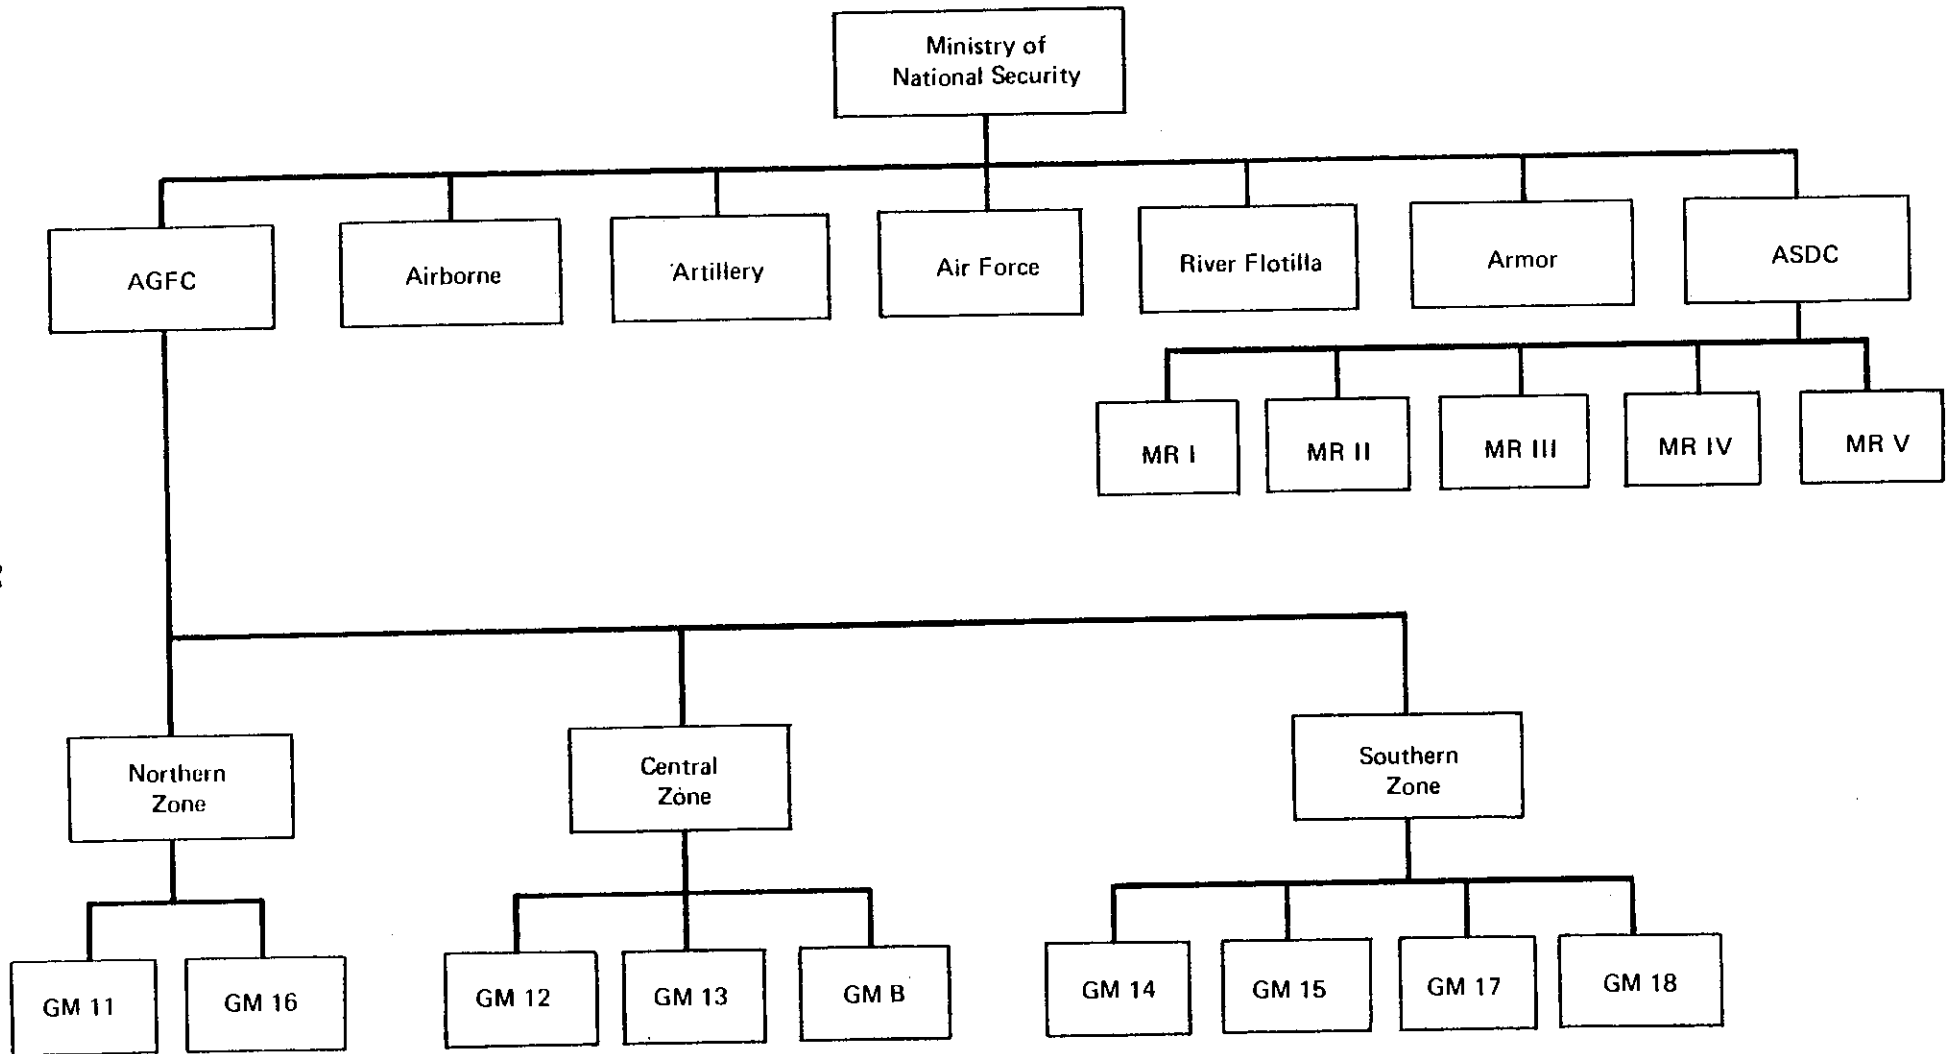 Ministry of
National Security
AGFC
Airborne
Artillery
Air Force
River Flotilla
Armor
ASDC
MR I
MR II
MR III
MR IV
MR V
Northern
Zone
Central
Zone
Southern
Zone
GM 11
GM 16
GM 12
GM 13
GM B
GM 14
GM 15
GM 17
GM 18